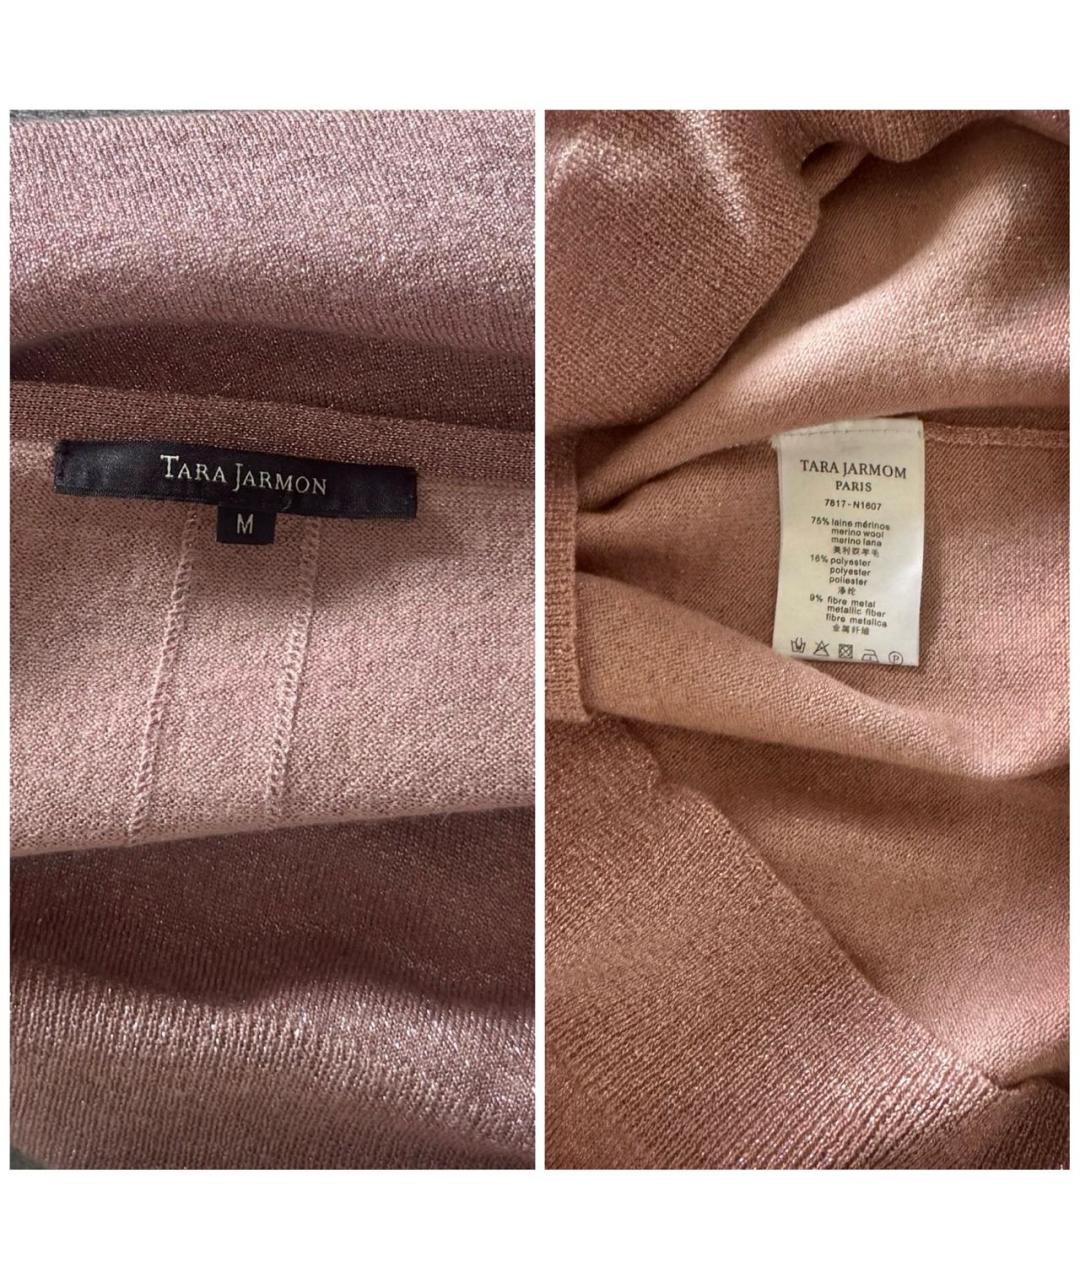 TARA JARMON
M
TARA JARMOM
PARIS
7817-N1607
75% laine mérinos
merino wool
merino lana
美利奴羊毛
16% polyester
polyester
poliester
涤纶
9% fibre metal
metallic fiber
fibre metalica
金属纤维
P